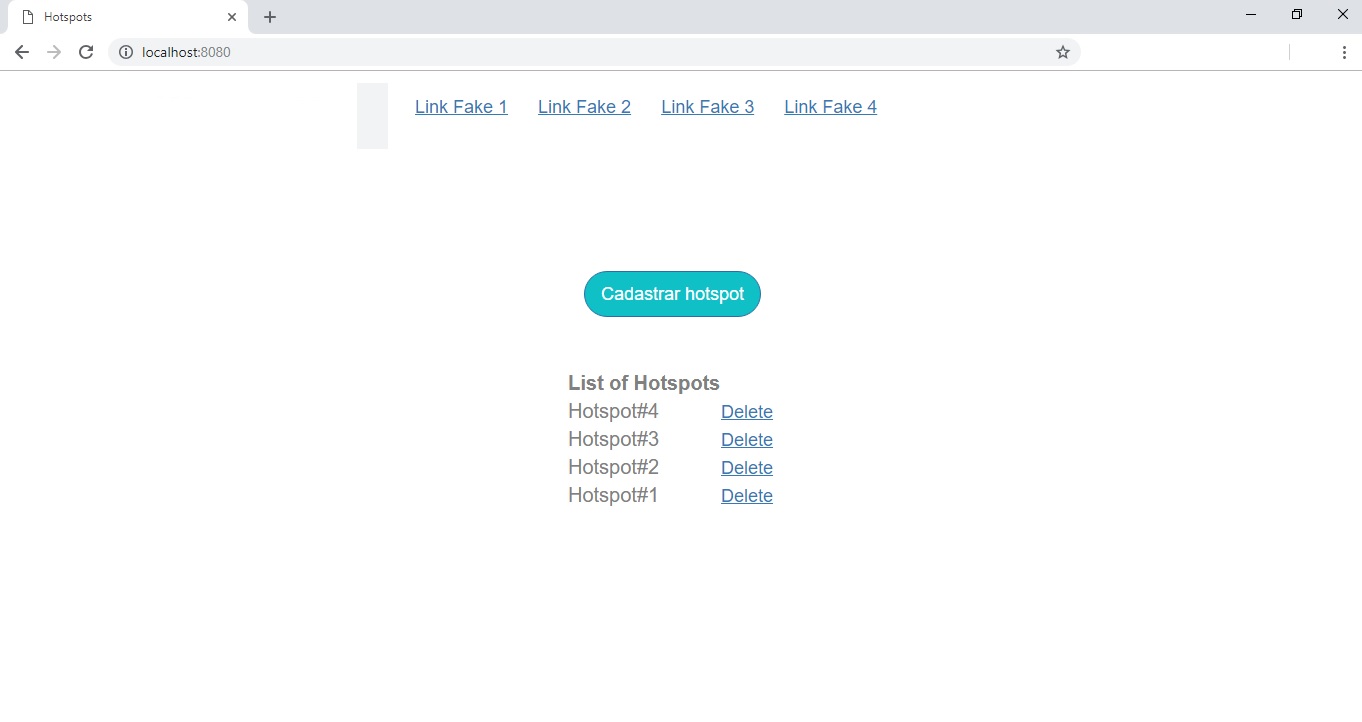 Hotspots
localhost:8080
Link Fake 1 Link Fake 2 Link Fake 3 Link Fake 4
Cadastrar hotspot
List of Hotspots
Hotspot#4 Delete
Hotspot#3 Delete
Hotspot#2 Delete
Hotspot#1 Delete